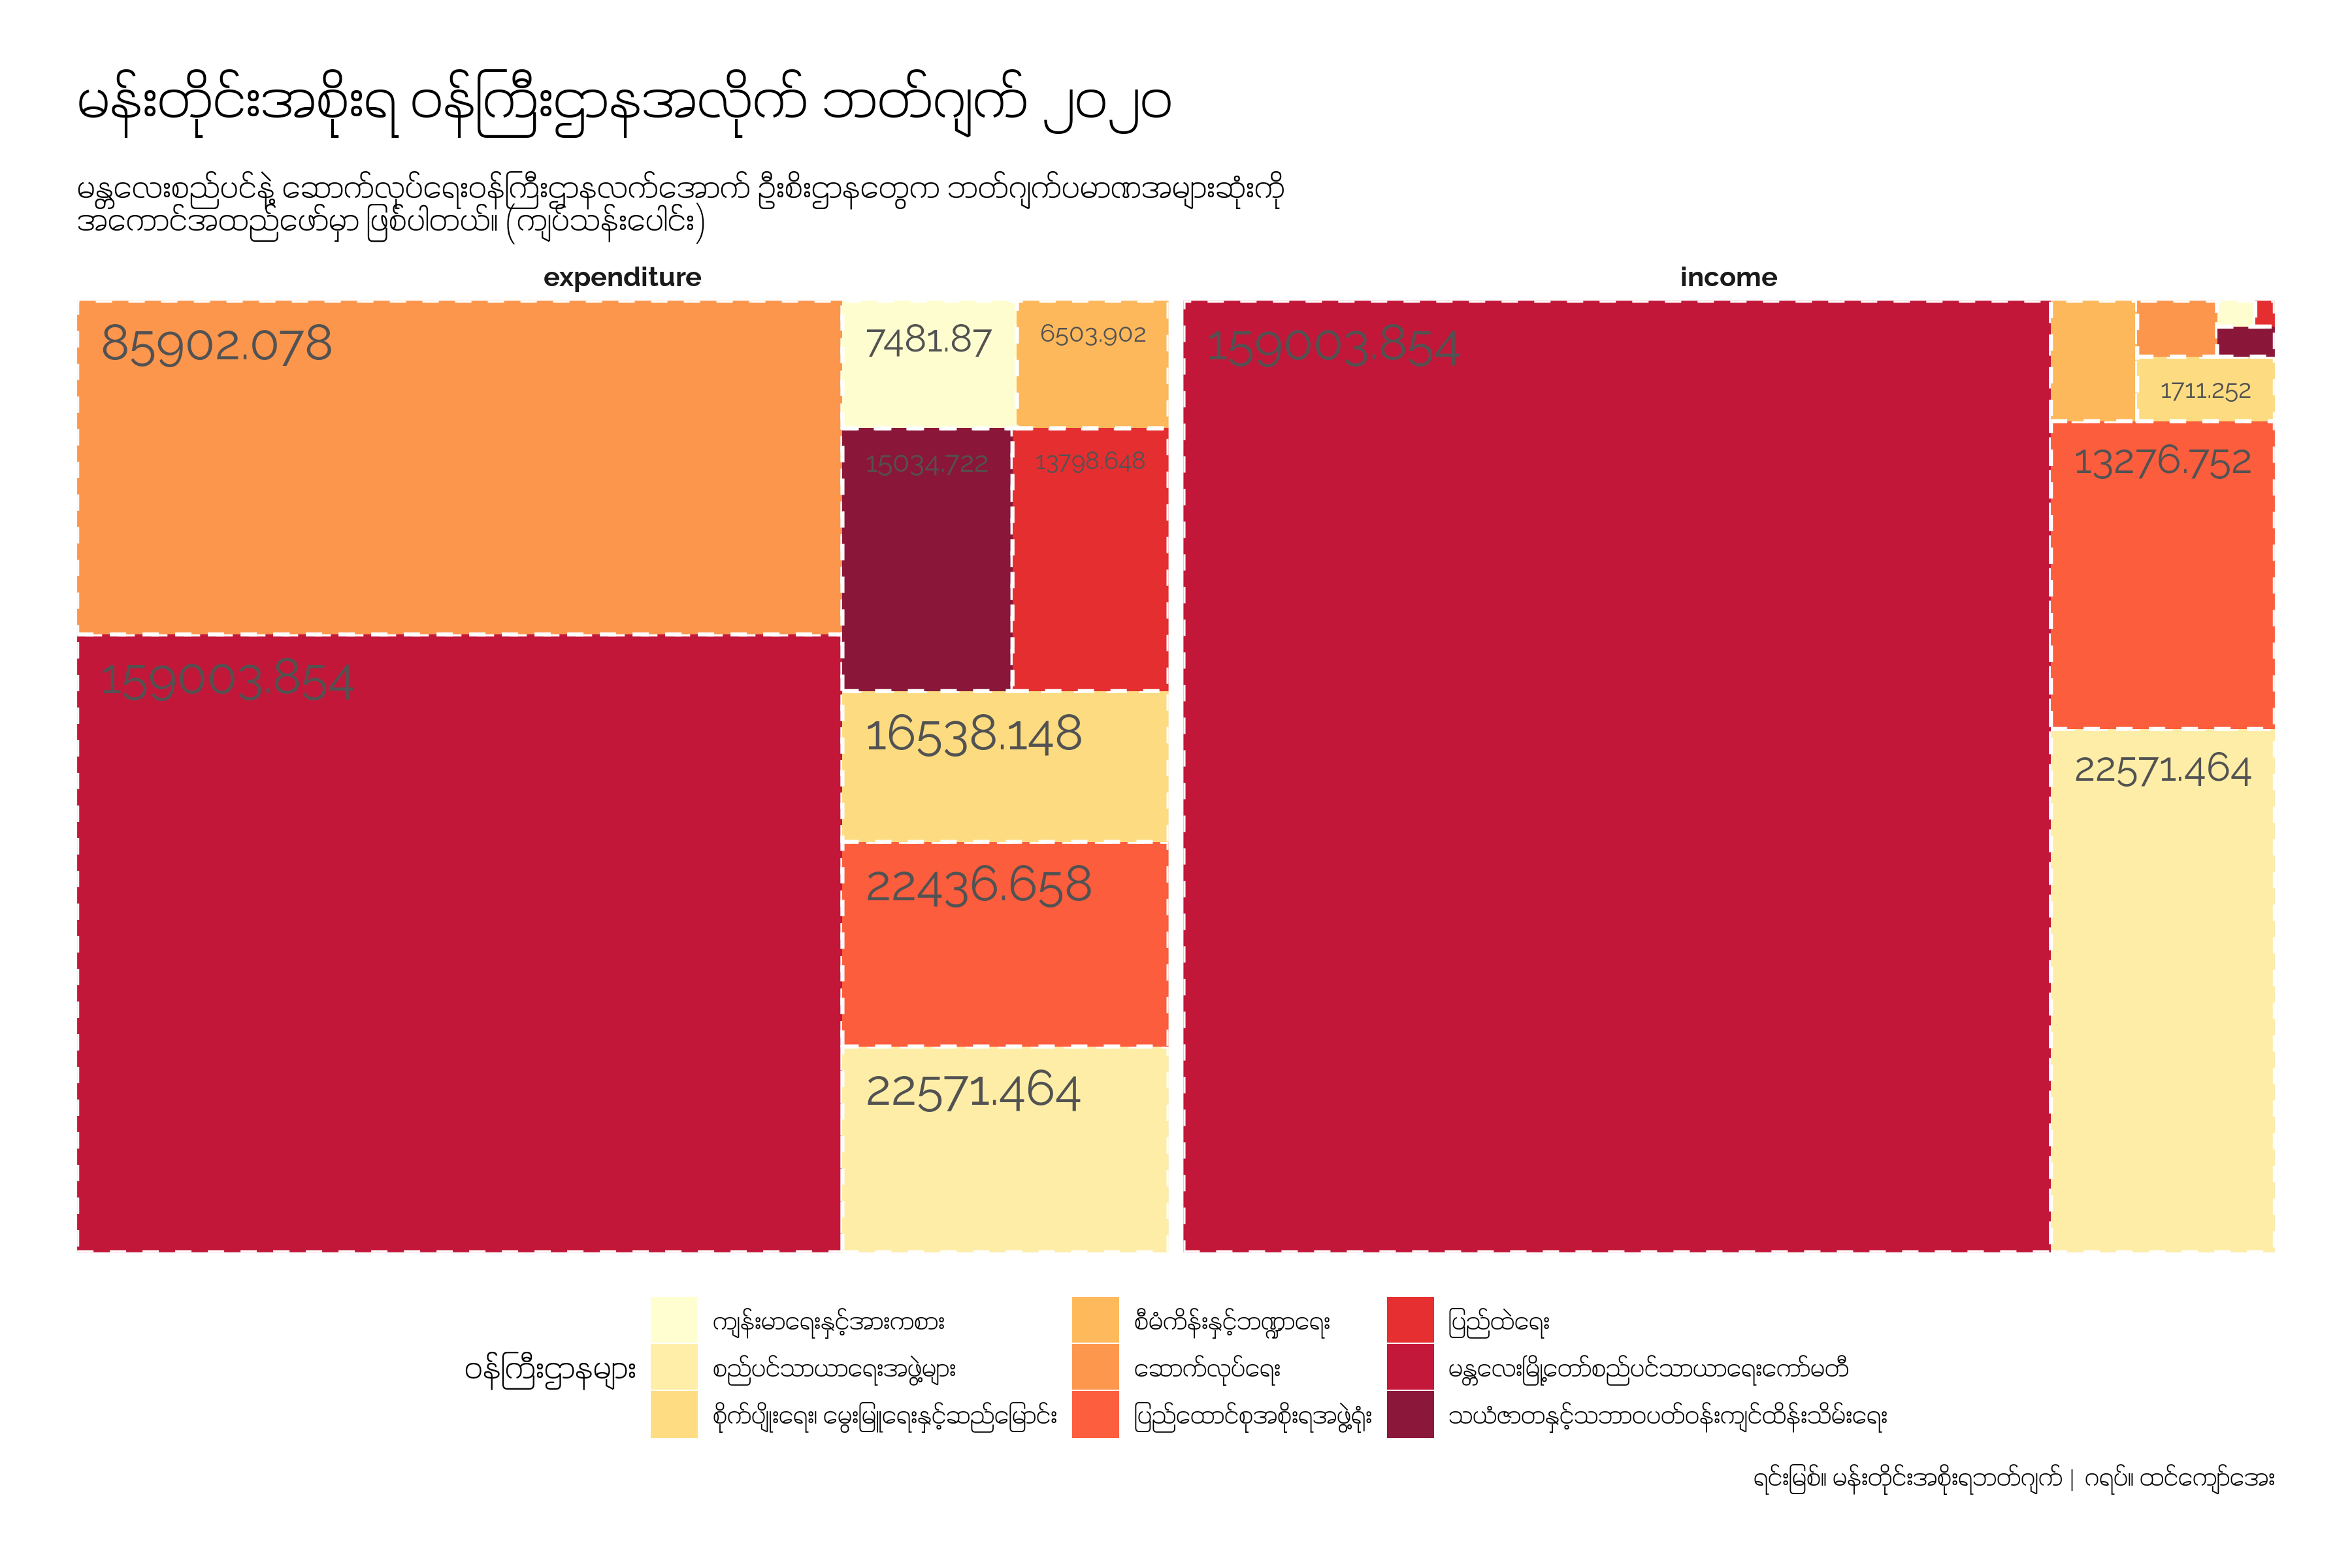 မန်းတိုင်းအစိုးရ ဝန်ကြီးဌာနအလိုက် ဘတ်ဂျက် ၂၀၂၀
မန္တလေးစည်ပင်နဲ့ ဆောက်လုပ်ရေးဝန်ကြီးဌာနလက်အောက် ဦးစီးဌာနတွေက ဘတ်ဂျက်ပမာဏအများဆုံးကို
အကောင်အထည်ဖော်မှာ ဖြစ်ပါတယ်။ (ကျပ်သန်းပေါင်း)
expenditure
85902.078
7481.87
6503.902
15034.722
13798.648
159003.854
16538.148
22436.658
22571.464
income
159003.854
1711.252
13276.752
22571.464
ဝန်ကြီးဌာနများ
ကျန်းမာရေးနှင့်အားကစား
စည်ပင်သာယာရေးအဖွဲ့များ
စိုက်ပျိုးရေး၊ မွေးမြူရေးနှင့်ဆည်မြောင်း
စီမံကိန်းနှင့်ဘဏ္ဍာရေး
ဆောက်လုပ်ရေး
ပြည်ထောင်စုအစိုးရအဖွဲ့ရုံး
ပြည်ထဲရေး
မန္တလေးမြို့တော်စည်ပင်သာယာရေးကော်မတီ
သယံဇာတနှင့်သဘာဝပတ်ဝန်းကျင်ထိန်းသိမ်းရေး
ရင်းမြစ်။ မန်းတိုင်းအစိုးရဘတ်ဂျက် | ဂရပ်။ ထင်ကျော်အေး